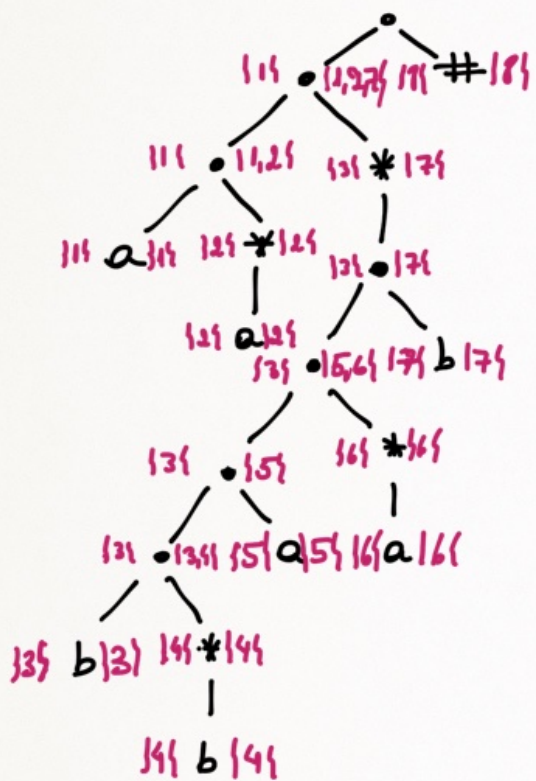 •
{1} • {1,2,7} {8} # {8}
{1} • {1,2} {3} * {7}
{1} a {1} {2} * {2} {3} • {7}
{2} a {2}
{3} • {5,6} {7} b {7}
{3} • {5} {6} * {6}
{3} • {3,4} {5} a {5} {6} a {6}
{3} b {3} {4} * {4}
{4} b {4}